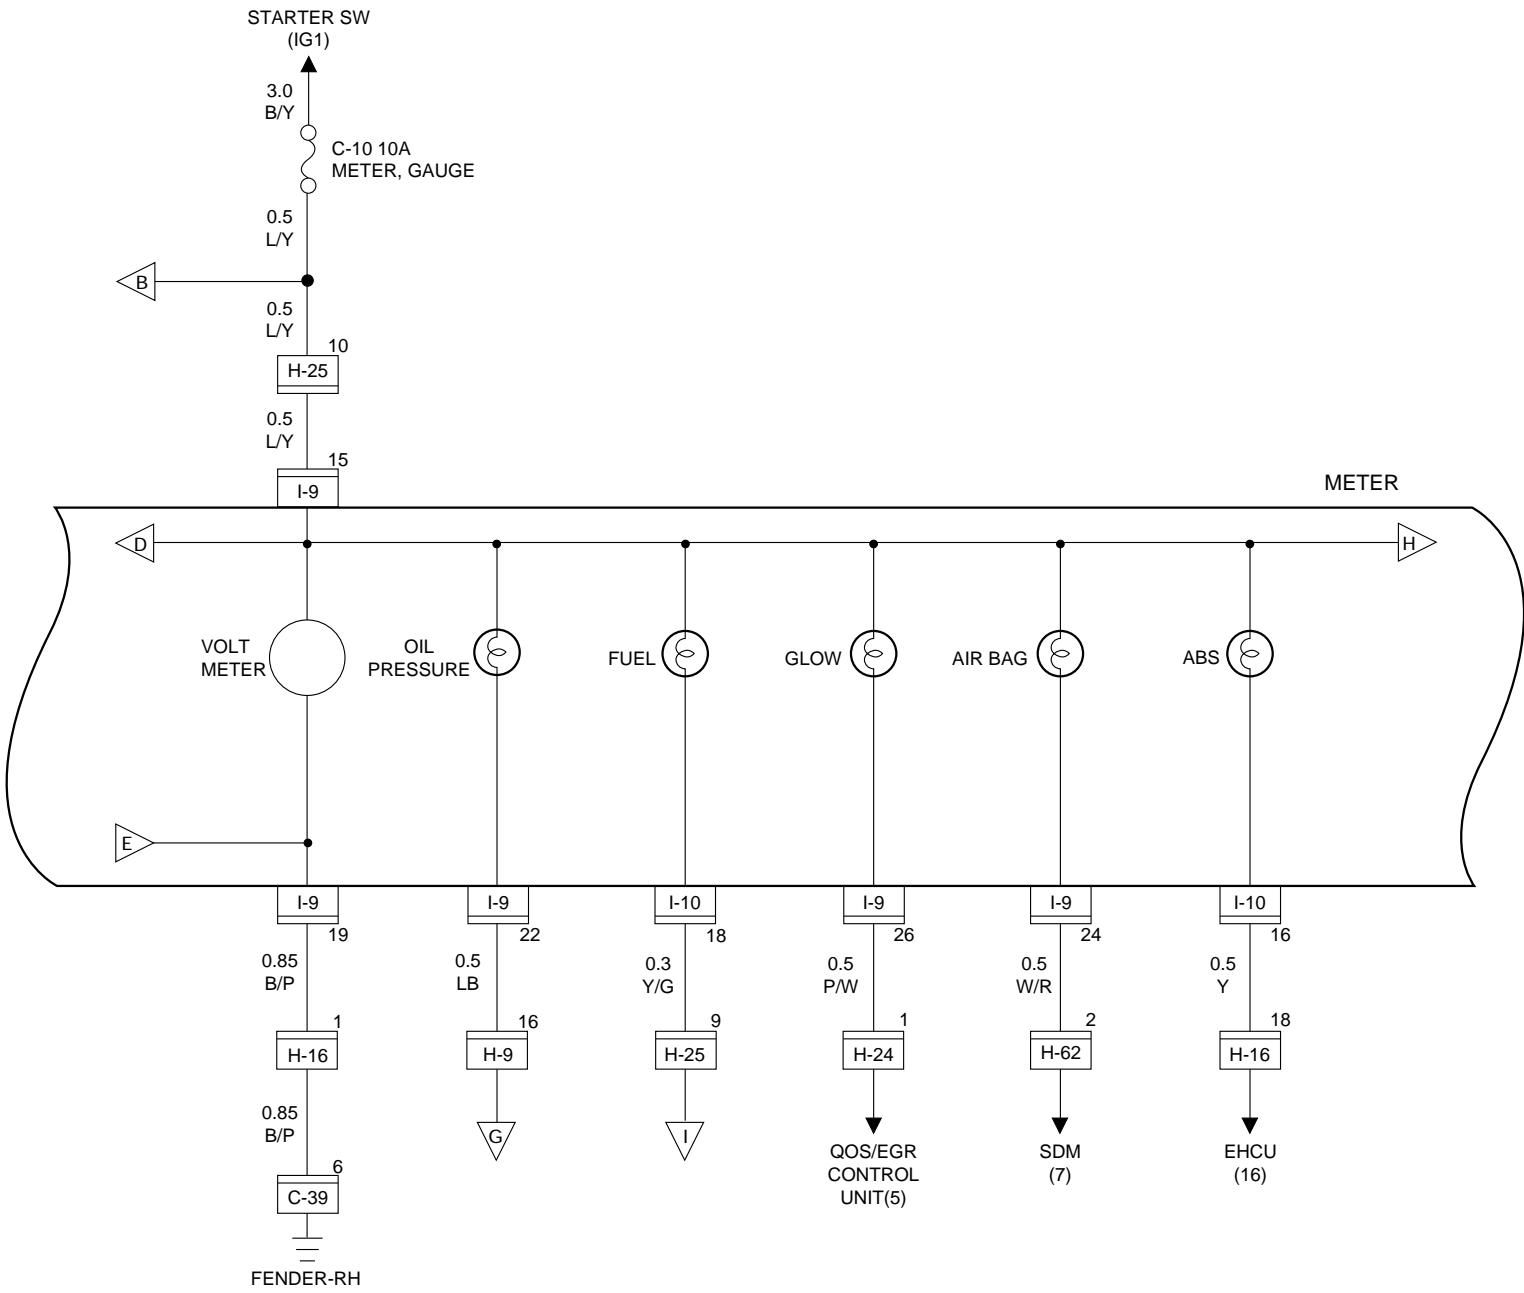 STARTER SW
(IG1)
3.0
B/Y
C-10 10A
METER, GAUGE
0.5
L/Y
B
0.5
L/Y
10
H-25
0.5
L/Y
15
I-9
METER
D
H
VOLT
METER
OIL
PRESSURE
FUEL
GLOW
AIR BAG
ABS
E
I-9
I-9
I-10
I-9
I-9
I-10
19
22
18
26
24
16
0.85
B/P
0.5
LB
0.3
Y/G
0.5
P/W
0.5
W/R
0.5
Y
1
16
9
1
2
18
H-16
H-9
H-25
H-24
H-62
H-16
0.85
B/P
G
I
QOS/EGR
CONTROL
UNIT(5)
SDM
(7)
EHCU
(16)
6
C-39
FENDER-RH